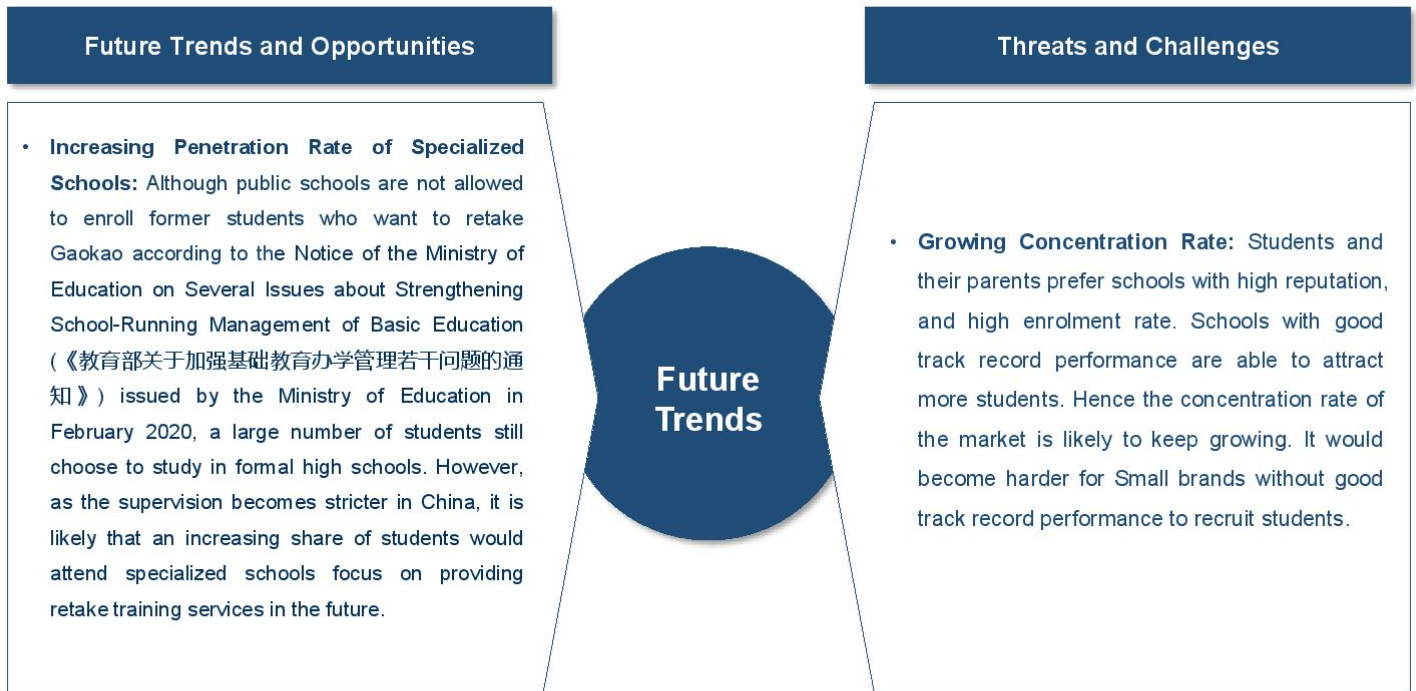 Future Trends and Opportunities
• Increasing Penetration Rate of Specialized
Schools: Although public schools are not allowed
to enroll former students who want to retake
Gaokao according to the Notice of the Ministry of
Education on Several Issues about Strengthening
School-Running Management of Basic Education
(《教育部关于加强基础教育办学管理若干问题的通
知》) issued by the Ministry of Education in
February 2020, a large number of students still
choose to study in formal high schools. However,
as the supervision becomes stricter in China, it is
likely that an increasing share of students would
attend specialized schools focus on providing
retake training services in the future.
Future
Trends
Threats and Challenges
• Growing Concentration Rate: Students and
their parents prefer schools with high reputation,
and high enrolment rate. Schools with good
track record performance are able to attract
more students. Hence the concentration rate of
the market is likely to keep growing. It would
become harder for Small brands without good
track record performance to recruit students.